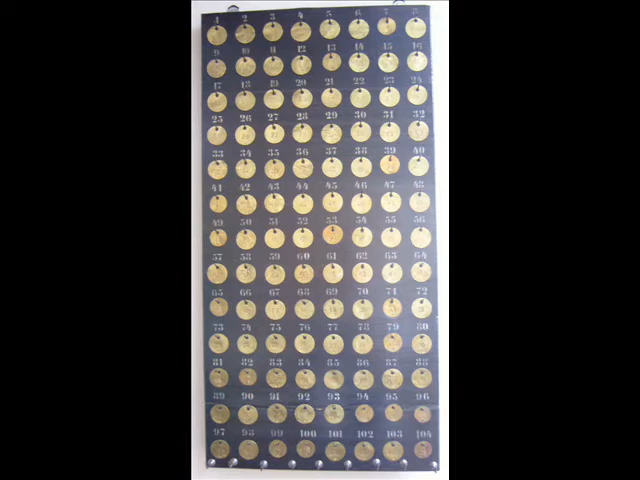 1 2 3 4 5 6 7 8
9 10 11 12 13 14 15 16
17 18 19 20 21 22 23 24
25 26 27 28 29 30 31 32
33 34 35 36 37 38 39 40
41 42 43 44 45 46 47 48
49 50 51 52 53 54 55 56
57 58 59 60 61 62 63 64
65 66 67 68 69 70 71 72
73 74 75 76 77 78 79 80
81 82 83 84 85 86 87 88
89 90 91 92 93 94 95 96
97 98 99 100 101 102 103 104